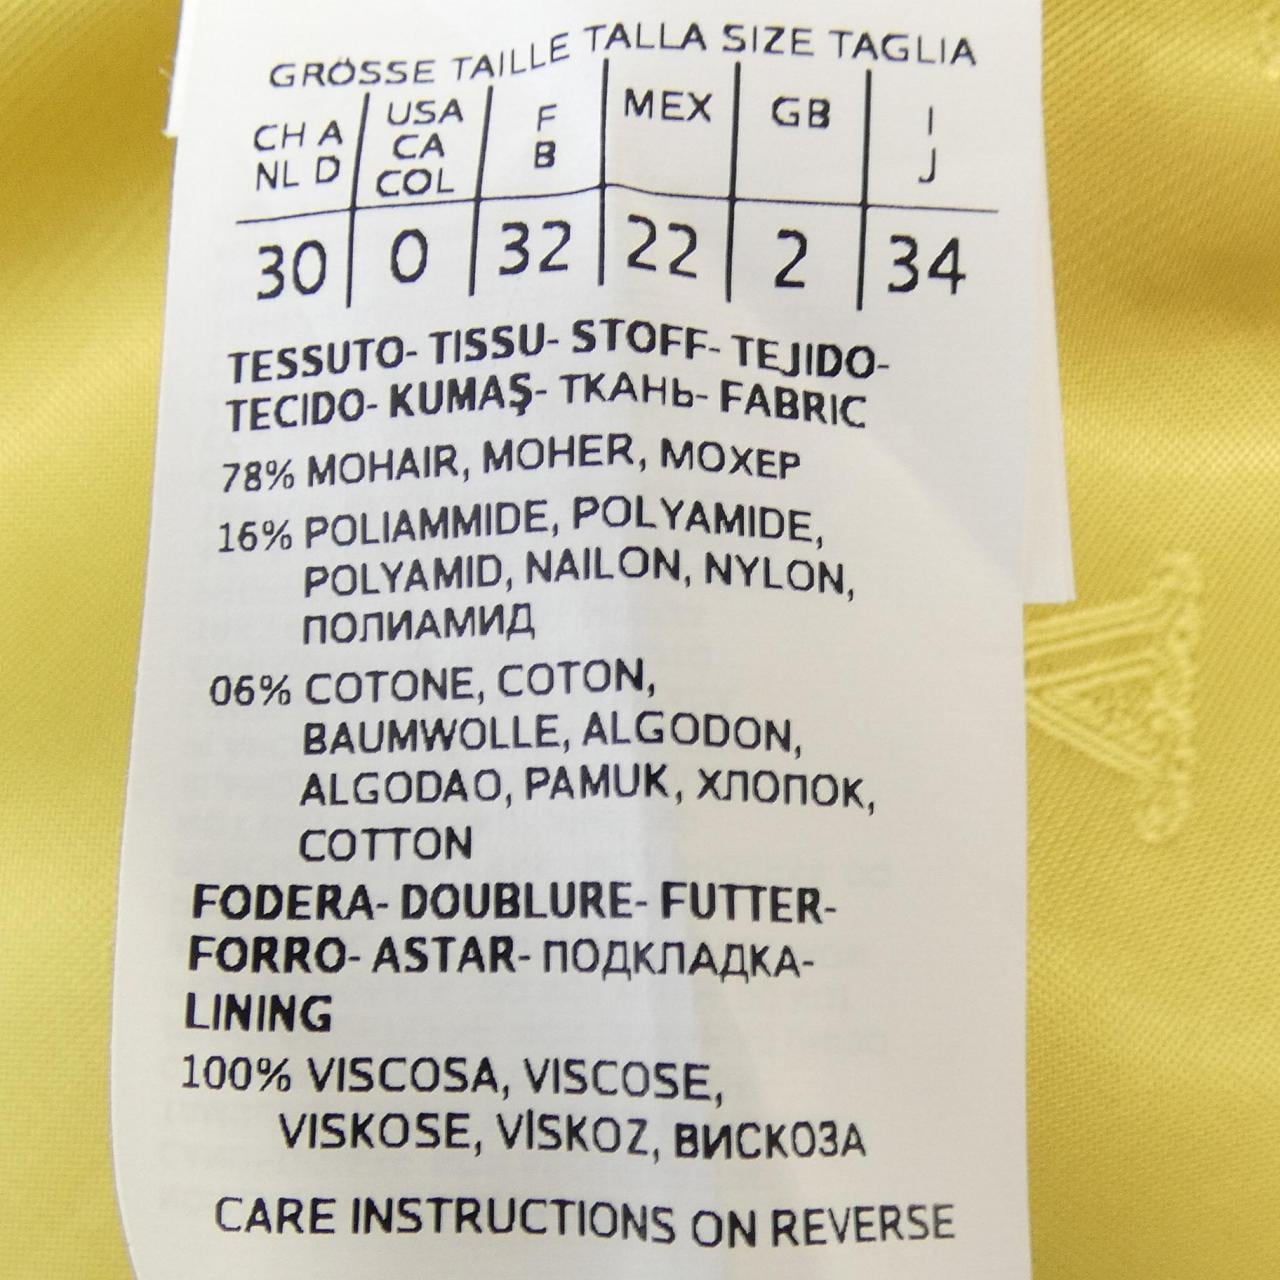 GRÖSSE TAILLE TALLA SIZE TAGLIA
CH A NL D | USA CA COL | F B | MEX | GB | I J
30 | 0 | 32 | 22 | 2 | 34
TESSUTO- TISSU- STOFF- TEJIDO-
TECIDO- KUMAŞ- ТКАНЬ- FABRIC
78% MOHAIR, MOHER, МОХЕР
16% POLIAMMIDE, POLYAMIDE,
POLYAMID, NAILON, NYLON,
ПОЛИАМИД
06% COTONE, COTON,
BAUMWOLLE, ALGODON,
ALGODAO, PAMUK, ХЛОПОК,
COTTON
FODERA- DOUBLURE- FUTTER-
FORRO- ASTAR- ПОДКЛАДКА-
LINING
100% VISCOSA, VISCOSE,
VISKOSE, VİSKOZ, ВИСКОЗА
CARE INSTRUCTIONS ON REVERSE